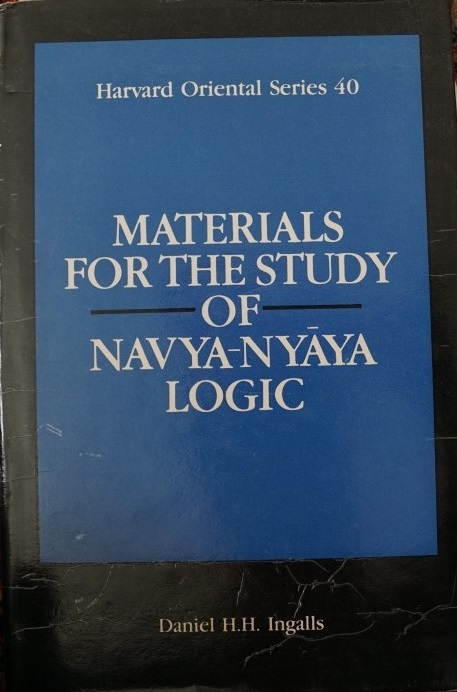 Harvard Oriental Series 40
MATERIALS
FOR THE STUDY
OF
NAVYA-NYĀYA
LOGIC
Daniel H.H. Ingalls